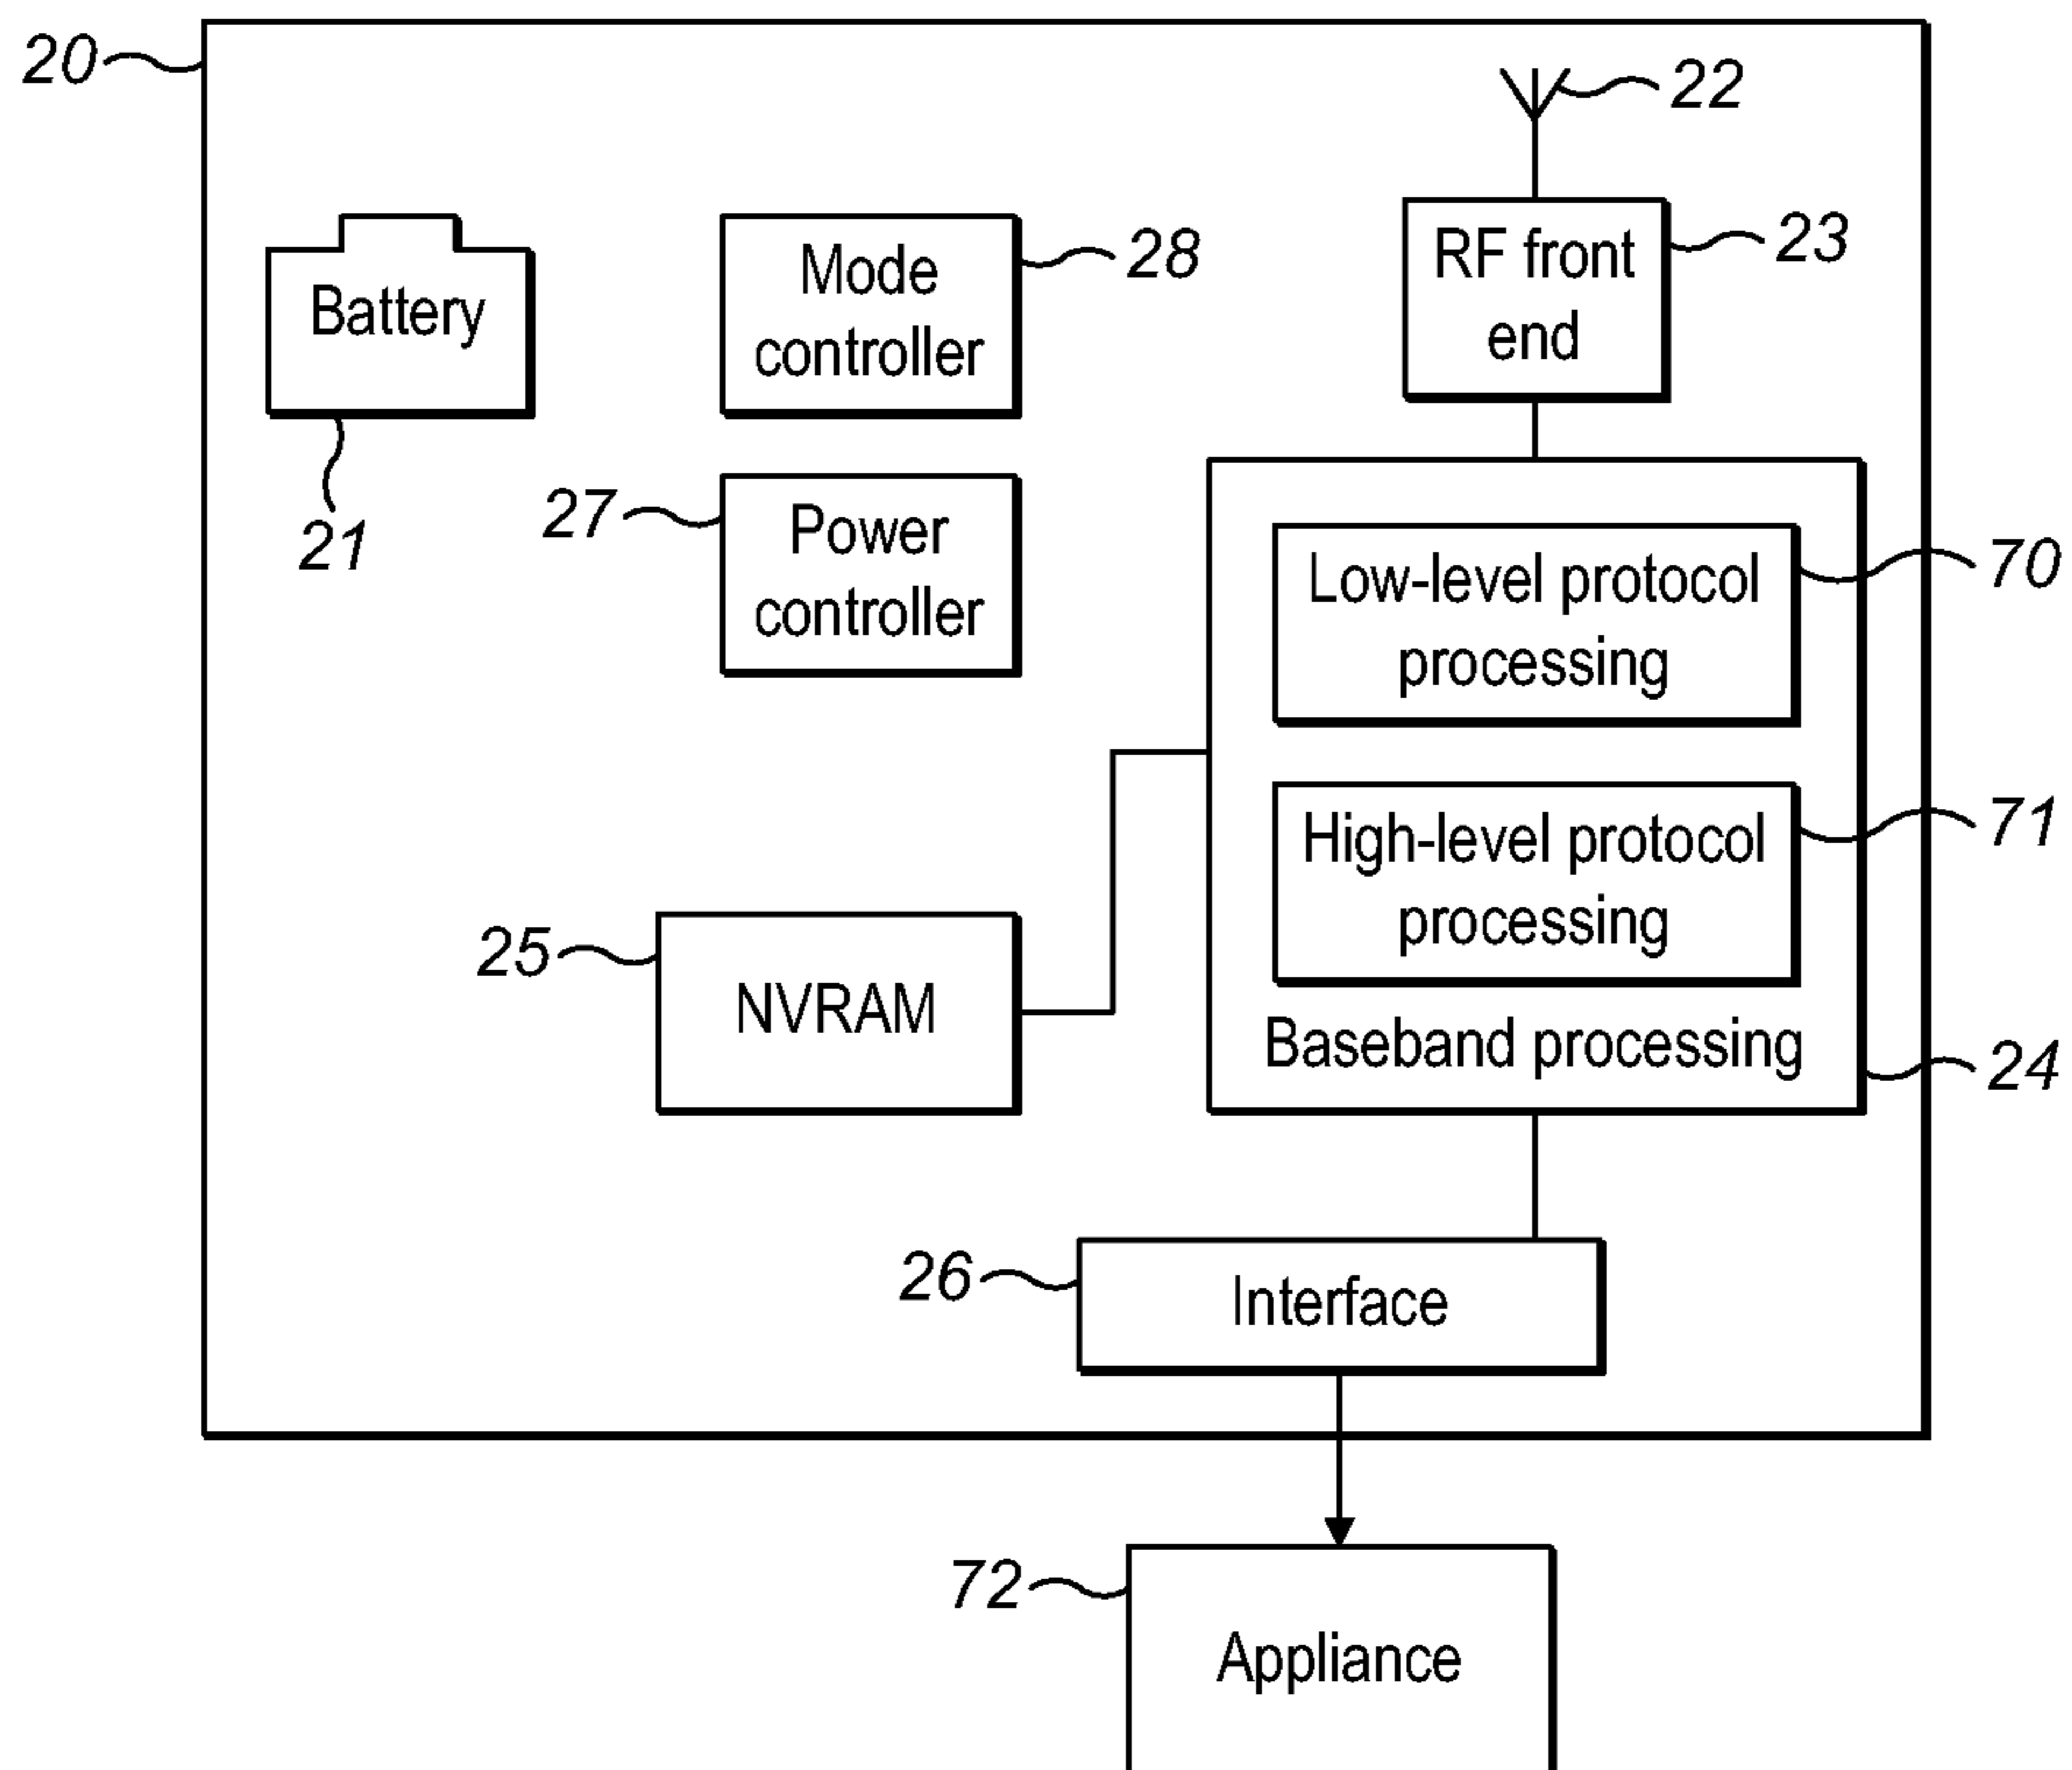 20
22
Battery
21
Mode
controller
28
RF front
end
23
27
Power
controller
Low-level protocol
processing
70
High-level protocol
processing
71
25
NVRAM
Baseband processing
24
26
Interface
72
Appliance